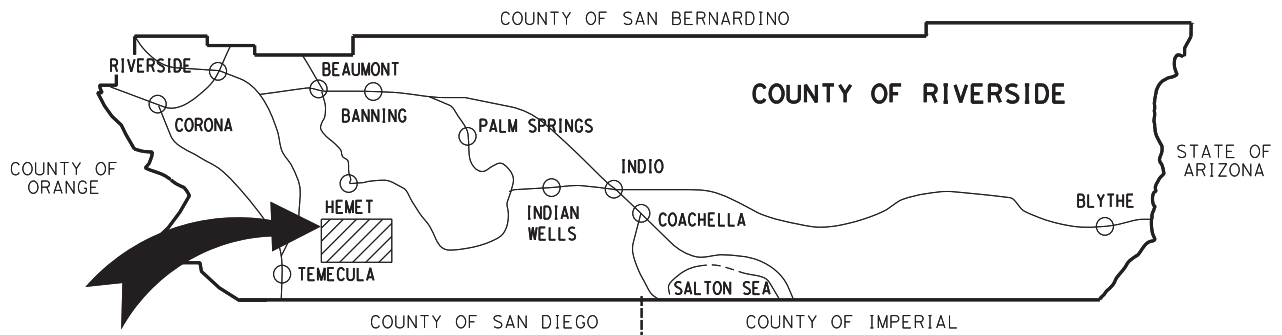 COUNTY OF SAN BERNARDINO
RIVERSIDE
BEAUMONT
COUNTY OF RIVERSIDE
BANNING
CORONA
PALM SPRINGS
COUNTY OF
ORANGE
STATE OF
ARIZONA
INDIO
HEMET
INDIAN
WELLS
COACHELLA
BLYTHE
TEMECULA
SALTON SEA
COUNTY OF SAN DIEGO
COUNTY OF IMPERIAL